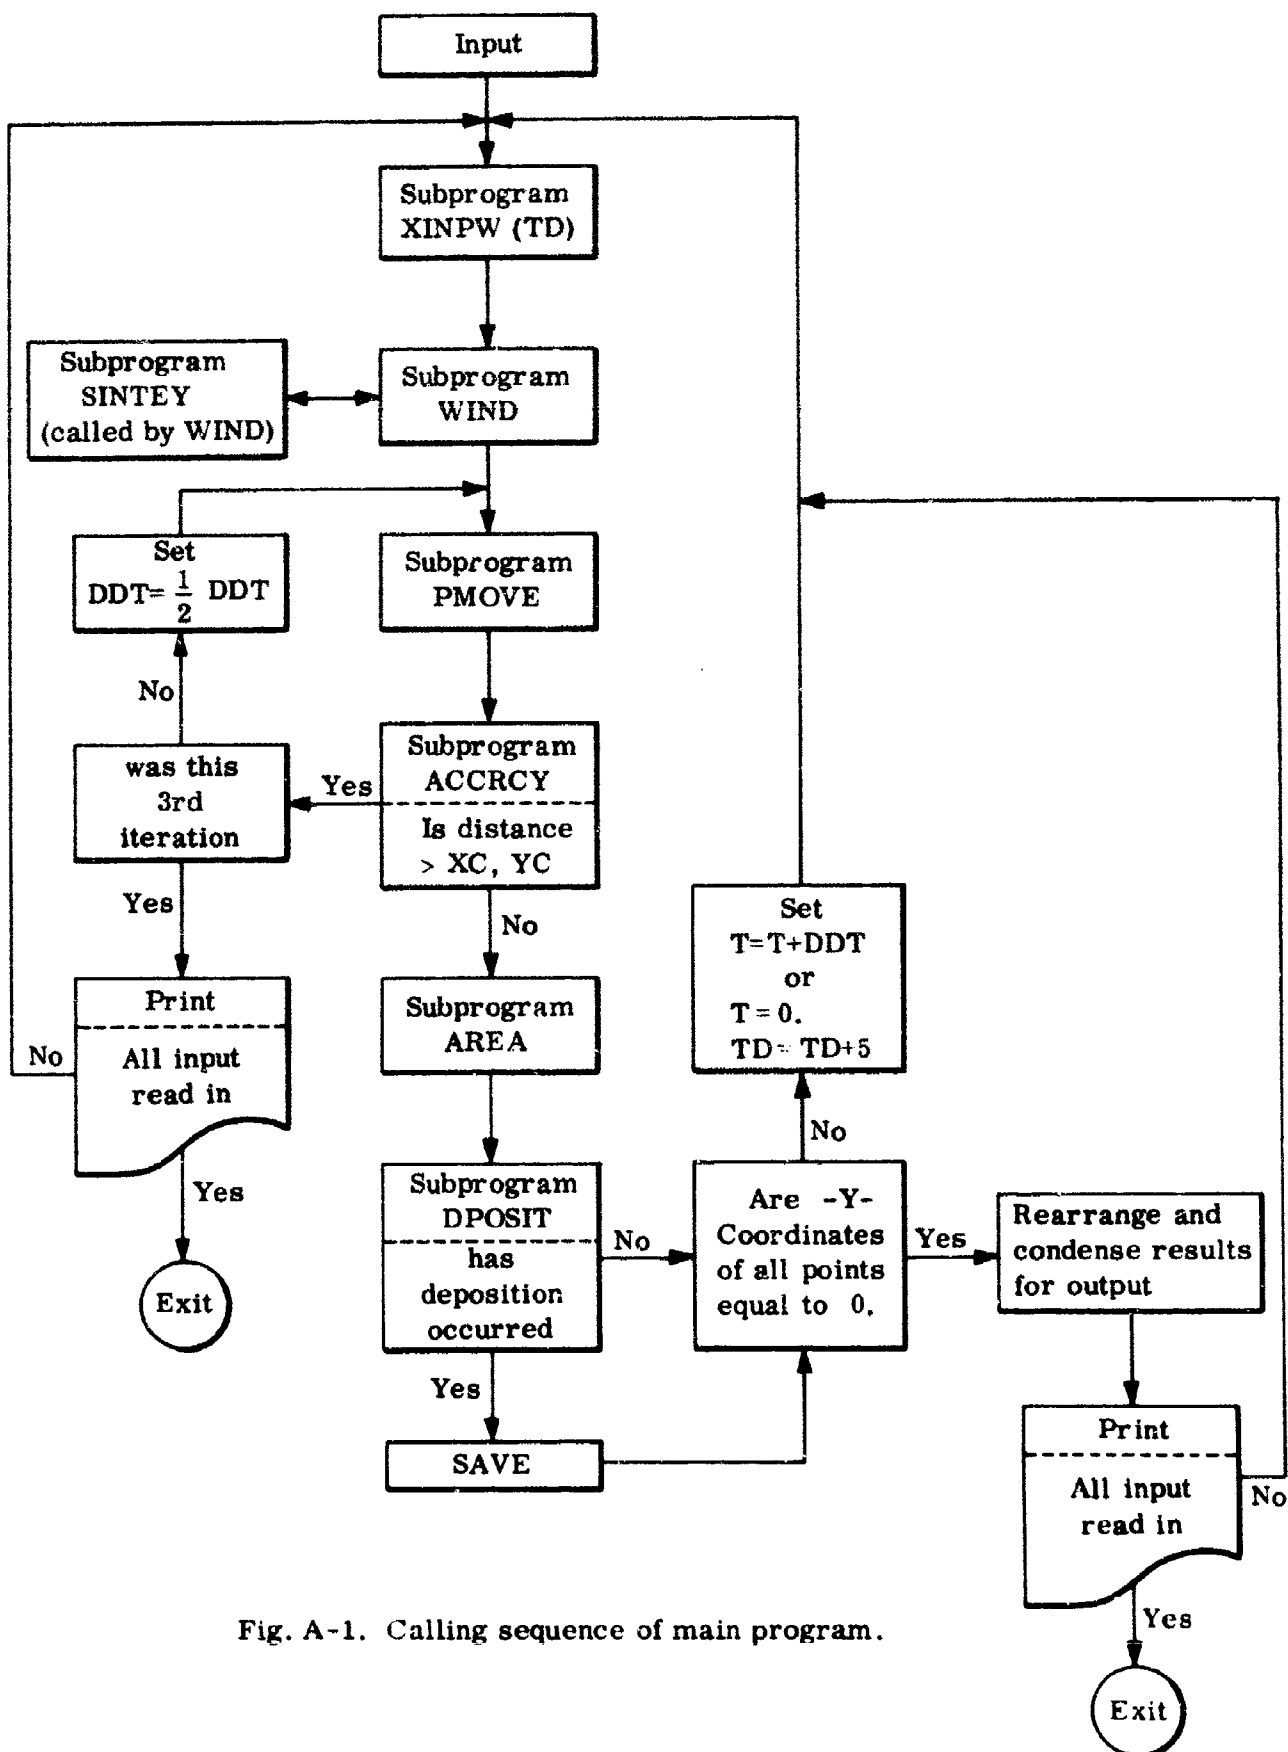 Input
Subprogram
XINPW (TD)
Subprogram
SINTEY
(called by WIND)
Subprogram
WIND
Set
DDT= 1/2 DDT
Subprogram
PMOVE
No
was this
3rd
iteration
Yes
Subprogram
ACCRCY
Is distance
> XC, YC
Yes
No
Set
T=T+DDT
or
T = 0.
TD= TD+5
Print
All input
read in
No
Subprogram
AREA
No
Yes
Exit
Subprogram
DPOSIT
has
deposition
occurred
No
Are -Y-
Coordinates
of all points
equal to 0.
Yes
Rearrange and
condense results
for output
Yes
SAVE
Print
All input
read in
No
Yes
Exit
Fig. A-1. Calling sequence of main program.